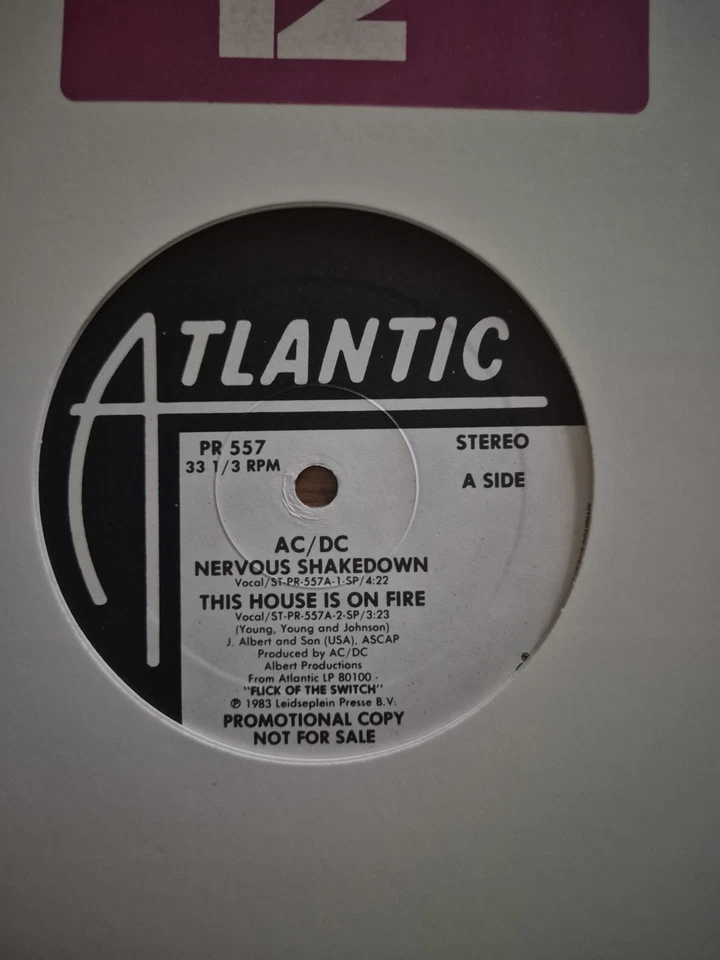 12
ATLANTIC
PR 557
33 1/3 RPM
STEREO
A SIDE
AC/DC
NERVOUS SHAKEDOWN
Vocal/ST-PR-557A-1-SP/4:22
THIS HOUSE IS ON FIRE
Vocal/ST-PR-557A-2-SP/3:23
(Young, Young and Johnson)
J. Albert and Son (USA), ASCAP
Produced by AC/DC
Albert Productions
From Atlantic LP 80100 -
"FLICK OF THE SWITCH"
℗ 1983 Leidseplein Presse B.V.
PROMOTIONAL COPY
NOT FOR SALE